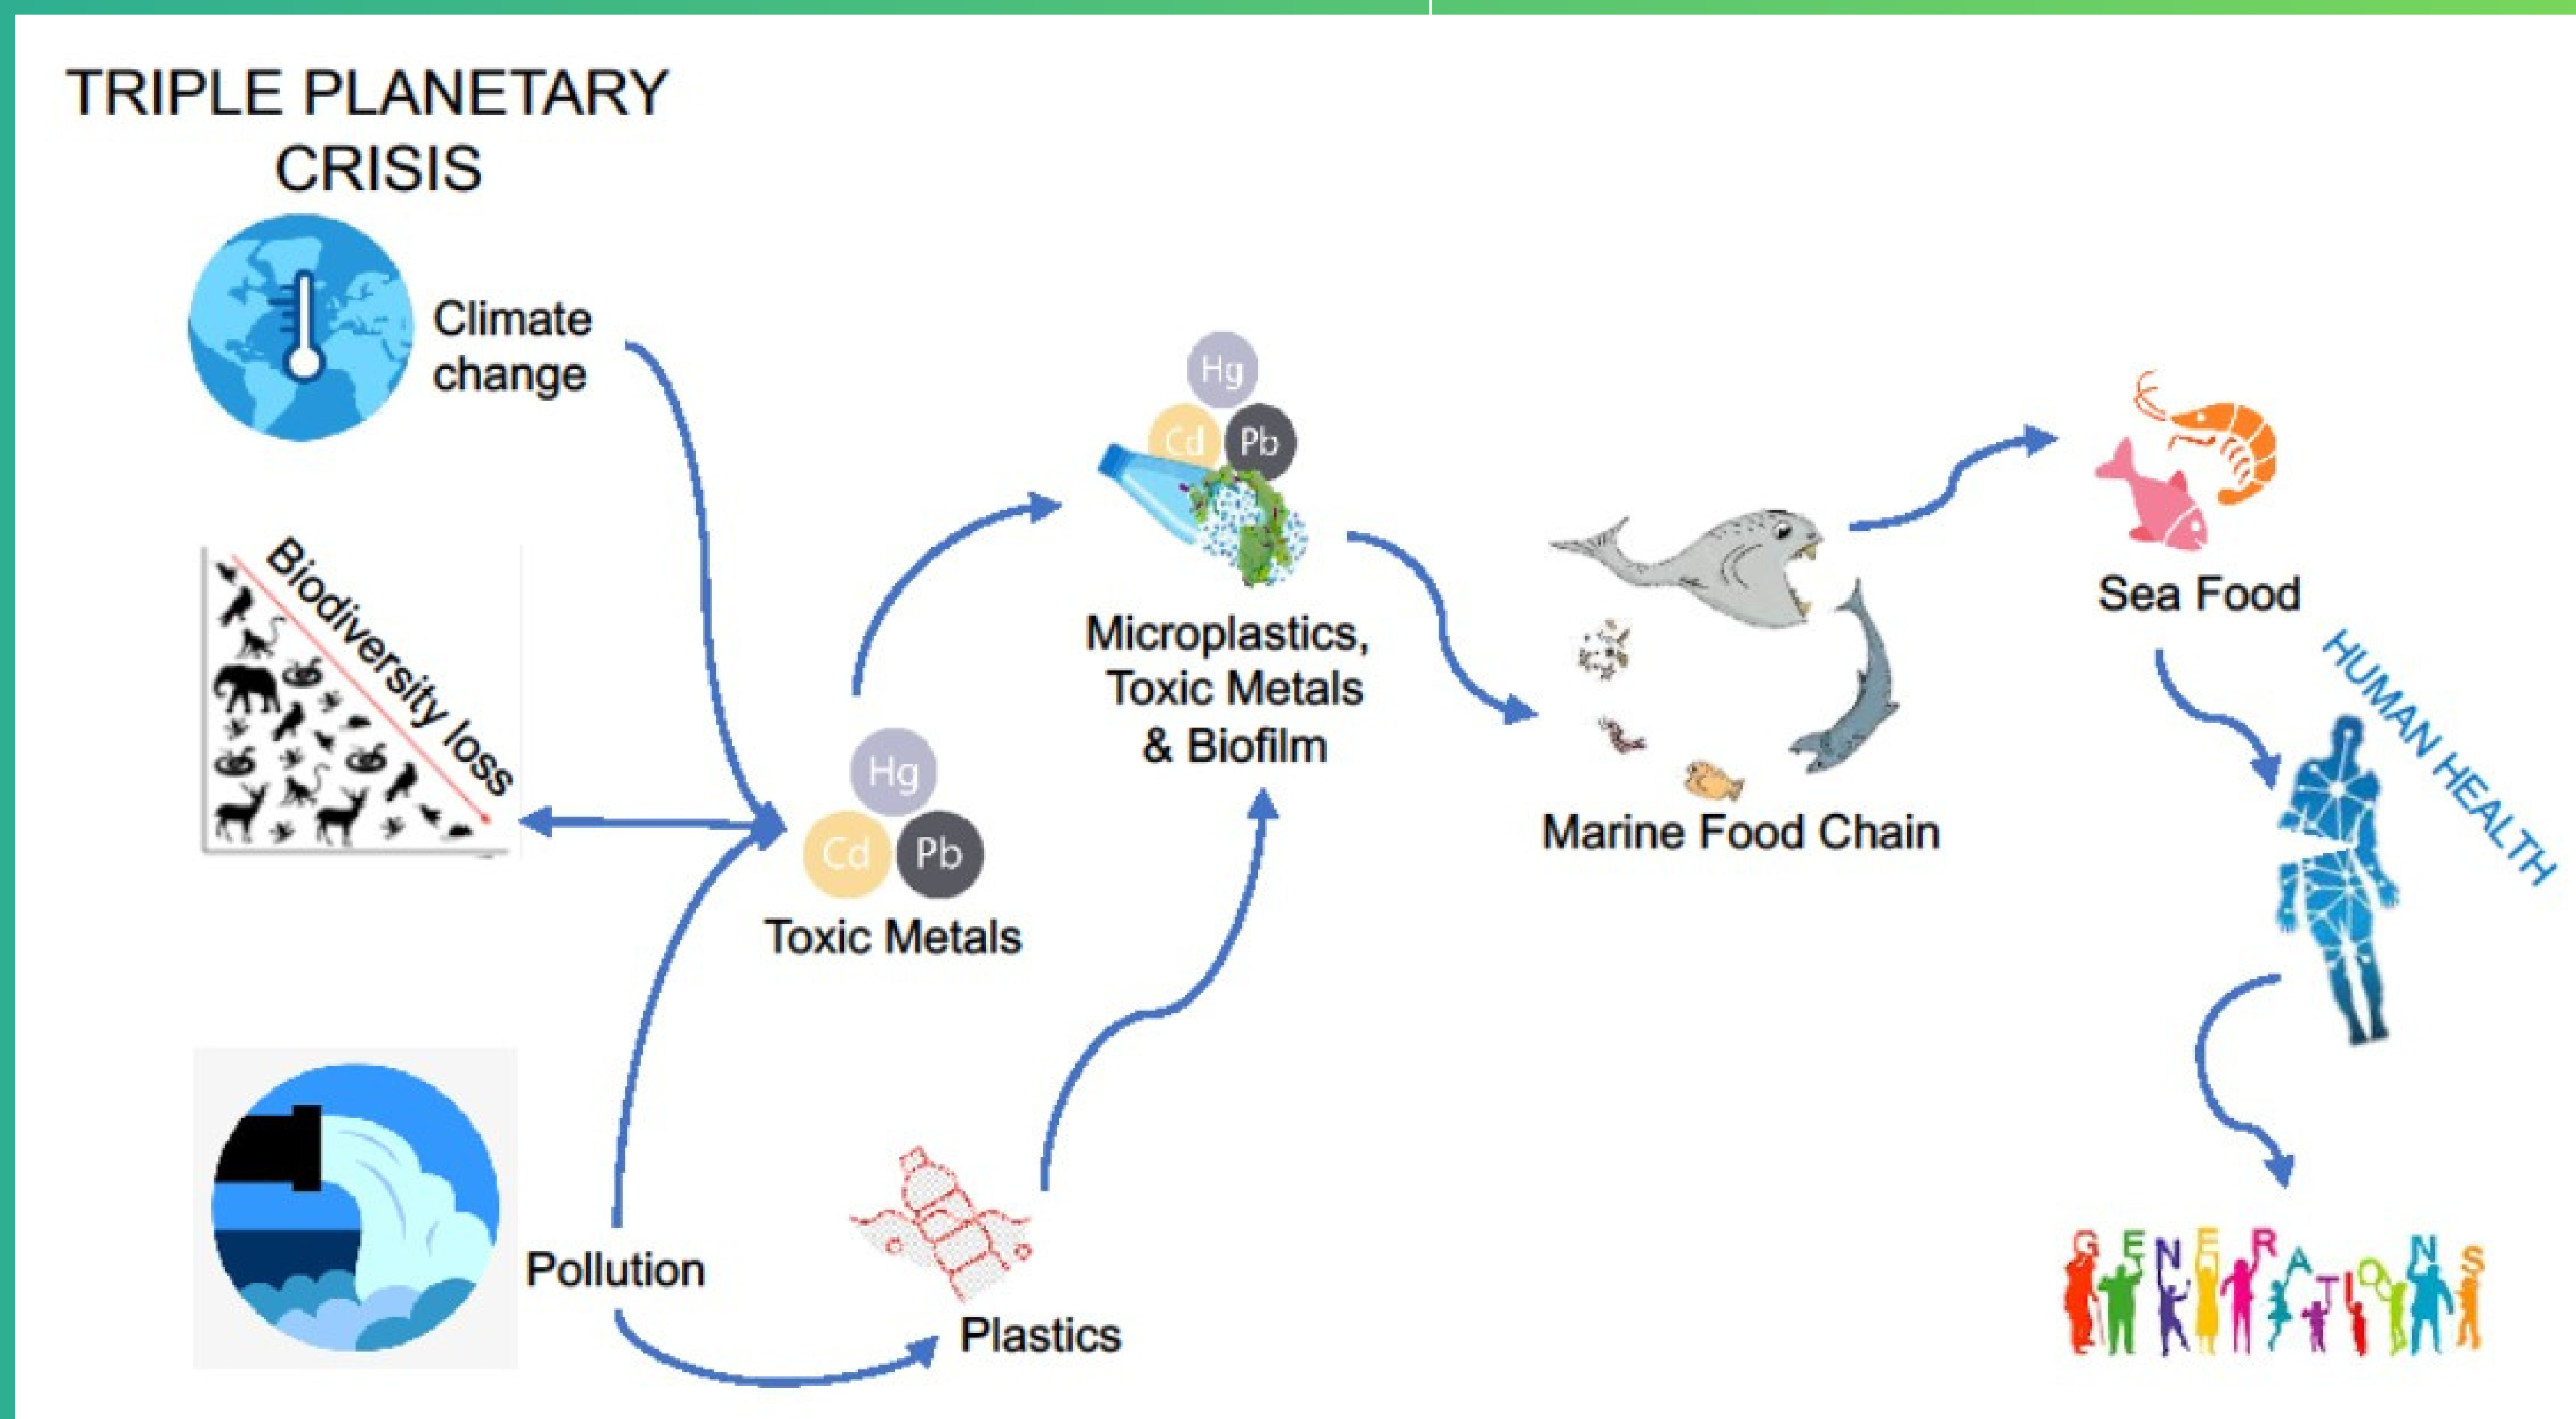 TRIPLE PLANETARY
CRISIS
Climate
change
Biodiversity loss
Pollution
Hg
Cd Pb
Toxic Metals
Plastics
Hg
Cd Pb
Microplastics,
Toxic Metals
& Biofilm
Marine Food Chain
Sea Food
HUMAN HEALTH
GENERATIONS